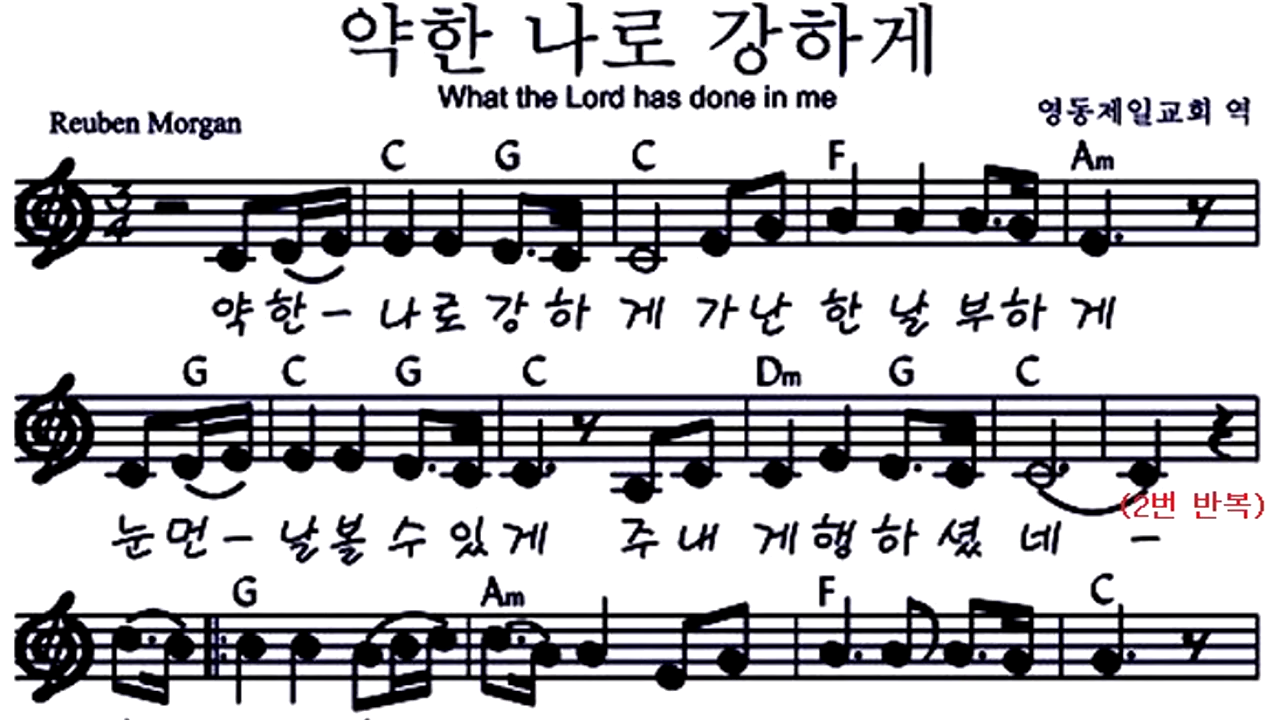 약한 나로 강하게
What the Lord has done in me
Reuben Morgan
영동제일교회 역
C G C F Am
3/4
약 한 - 나 로 강 하 게 가 난 한 날 부 하 게
G C G C Dm G C
(2번 반복)
눈 먼 - 날 볼 수 있 게 주 내 게 행 하 셨 네 -
G Am F C